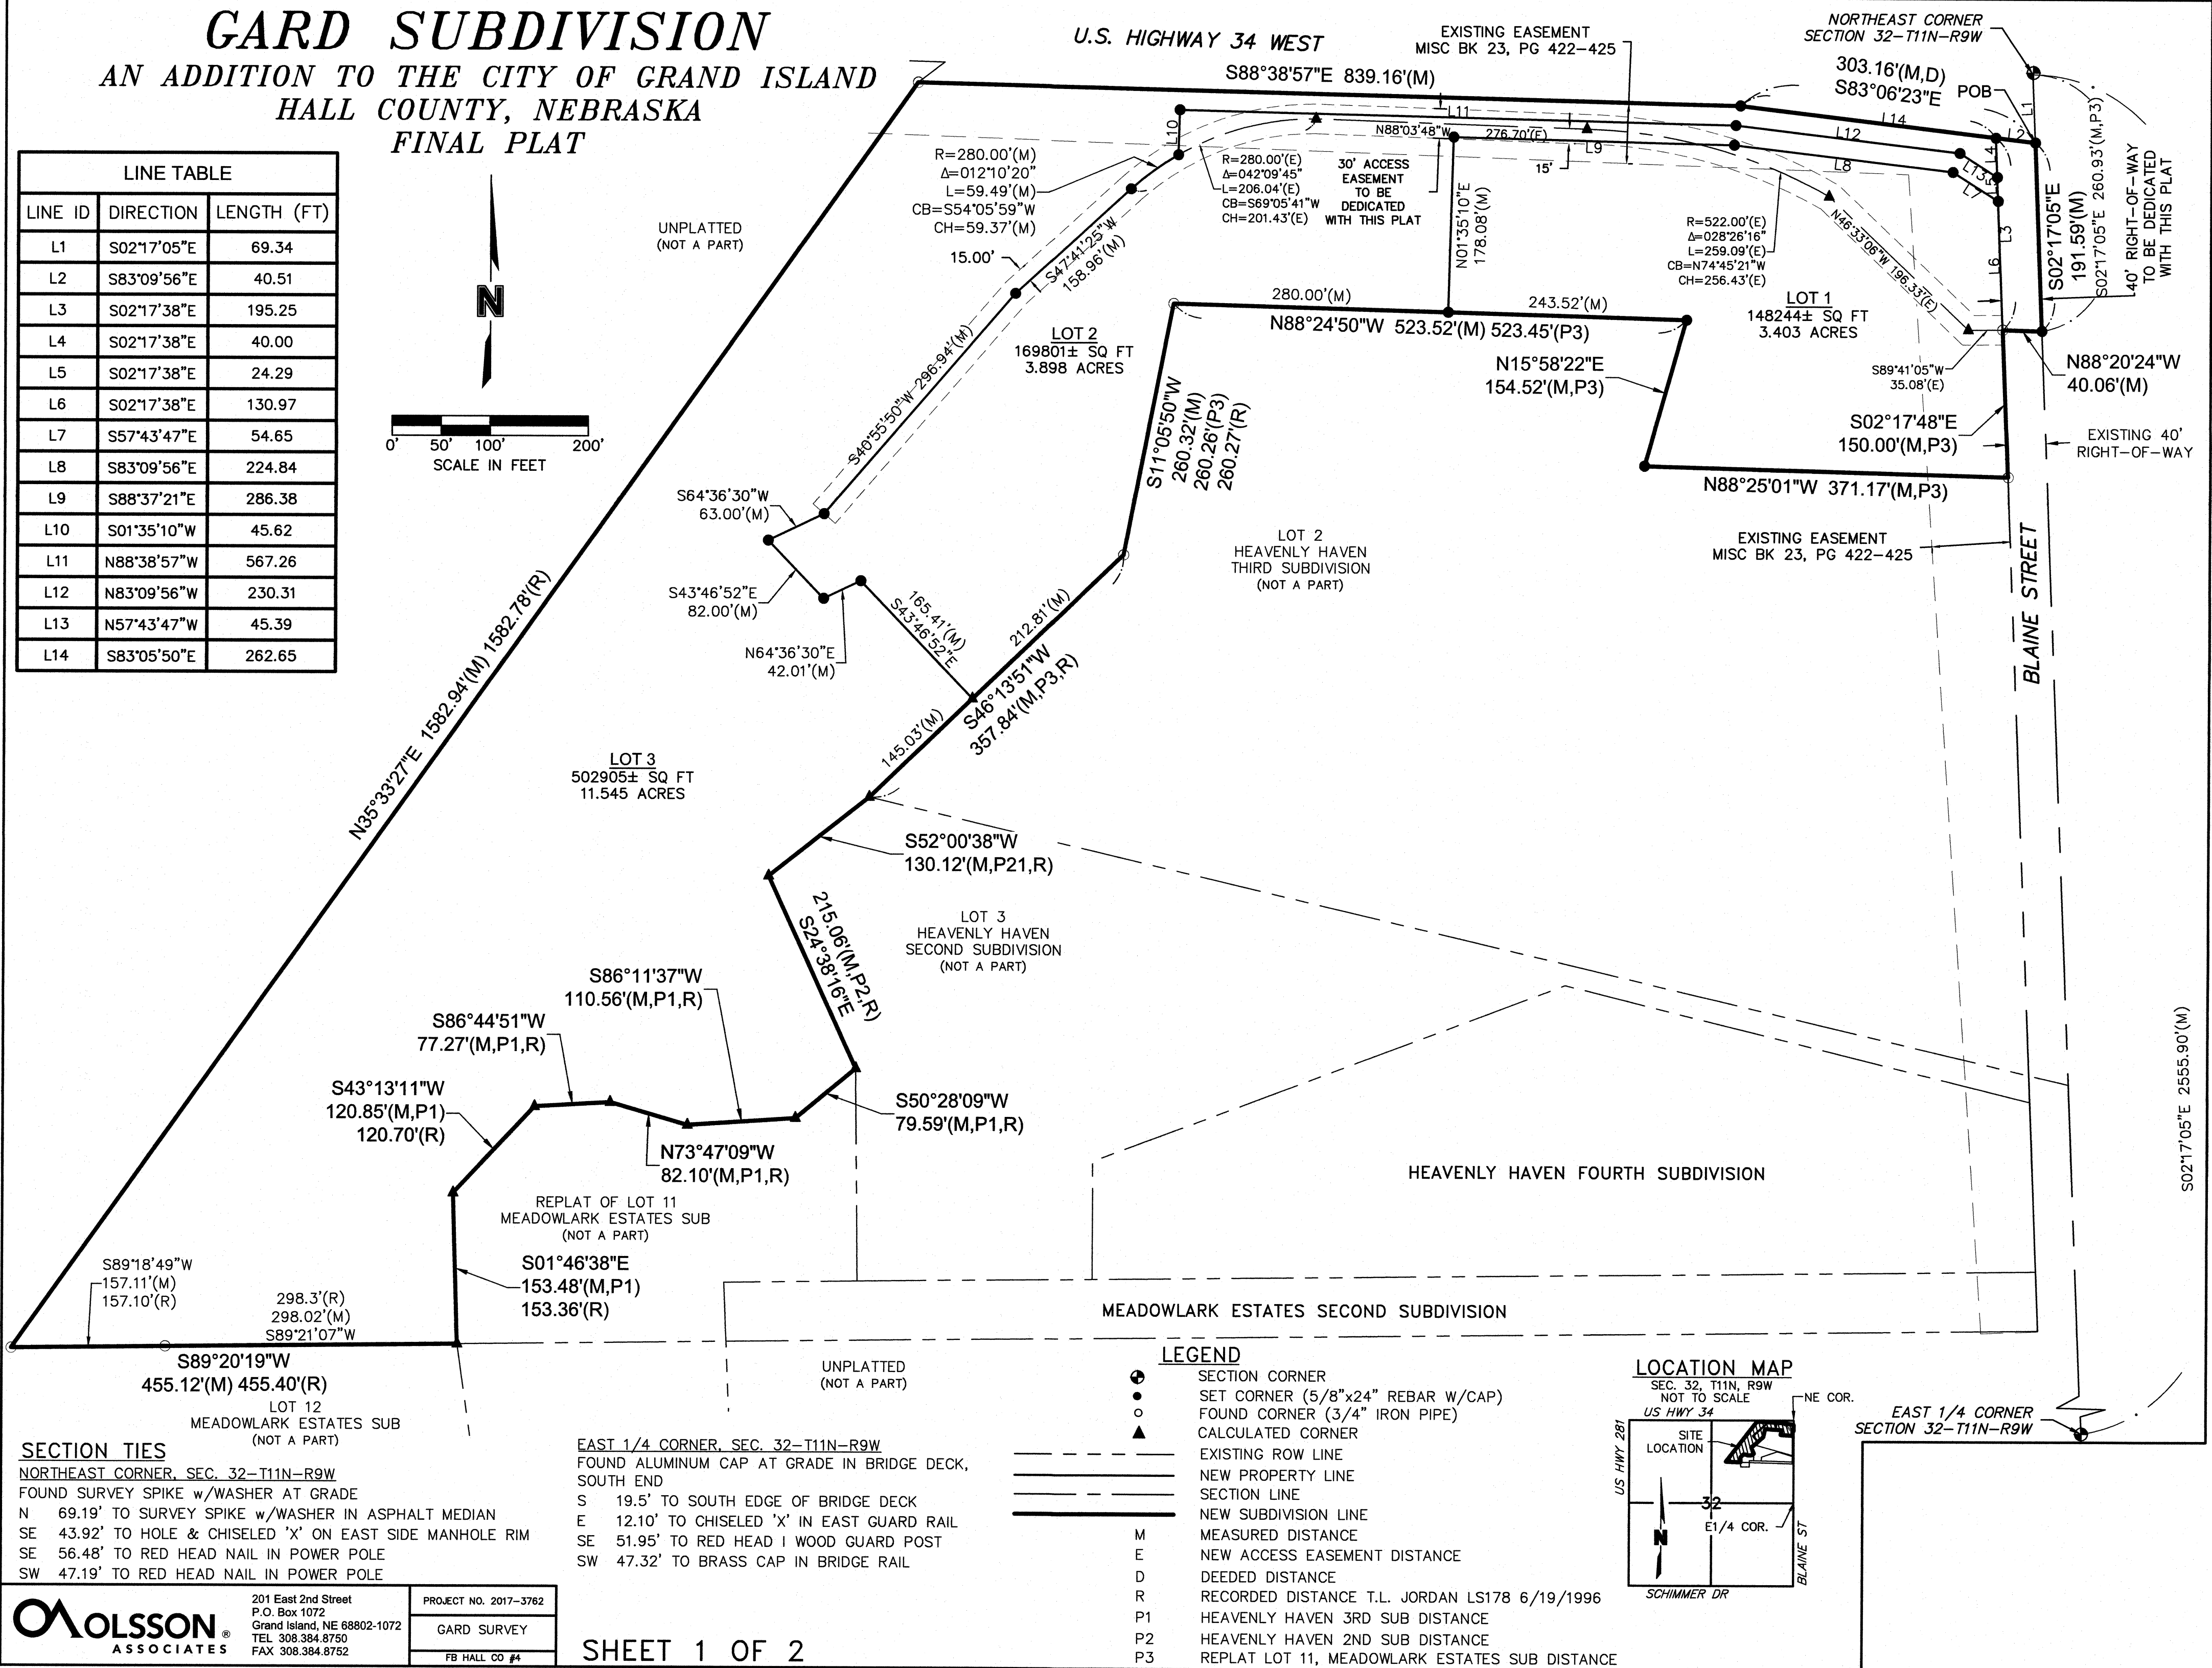 GARD SUBDIVISION
AN ADDITION TO THE CITY OF GRAND ISLAND
HALL COUNTY, NEBRASKA
FINAL PLAT
LINE TABLE
LINE ID DIRECTION LENGTH (FT)
L1 S02°17'05"E 69.34
L2 S83°09'56"E 40.51
L3 S02°17'38"E 195.25
L4 S02°17'38"E 40.00
L5 S02°17'38"E 24.29
L6 S02°17'38"E 130.97
L7 S57°43'47"E 54.65
L8 S83°09'56"E 224.84
L9 S88°37'21"E 286.38
L10 S01°35'10"W 45.62
L11 N88°38'57"W 567.26
L12 N83°09'56"W 230.31
L13 N57°43'47"W 45.39
L14 S83°05'50"E 262.65
N
0' 50' 100' 200'
SCALE IN FEET
UNPLATTED
(NOT A PART)
U.S. HIGHWAY 34 WEST
EXISTING EASEMENT
MISC BK 23, PG 422-425
NORTHEAST CORNER
SECTION 32-T11N-R9W
S88°38'57"E 839.16'(M)
303.16'(M,D)
S83°06'23"E
POB
L1
L2
L14
L12
L11
L10
L9
L8
L4
L13
L5
L7
L3
L6
N88°03'48"W 276.70'(E)
15'
R=280.00'(M)
Δ=012°10'20"
L=59.49'(M)
CB=S54°05'59"W
CH=59.37'(M)
R=280.00'(E)
Δ=042°09'45"
L=206.04'(E)
CB=S69°05'41"W
CH=201.43'(E)
30' ACCESS
EASEMENT
TO BE
DEDICATED
WITH THIS PLAT
N01°35'10"E
178.08'(M)
R=522.00'(E)
Δ=028°26'16"
L=259.09'(E)
CB=N74°45'21"W
CH=256.43'(E)
N46°33'06"W 196.33'(E)
S02°17'05"E
191.59'(M)
S02°17'05"E 260.93'(M,P3)
40' RIGHT-OF-WAY
TO BE DEDICATED
WITH THIS PLAT
15.00'
S47°41'25"W
158.96'(M)
S40°55'50"W 296.94'(M)
LOT 2
169801± SQ FT
3.898 ACRES
280.00'(M)
243.52'(M)
N88°24'50"W 523.52'(M) 523.45'(P3)
LOT 1
148244± SQ FT
3.403 ACRES
N15°58'22"E
154.52'(M,P3)
S89°41'05"W
35.08'(E)
N88°20'24"W
40.06'(M)
S02°17'48"E
150.00'(M,P3)
EXISTING 40'
RIGHT-OF-WAY
N88°25'01"W 371.17'(M,P3)
EXISTING EASEMENT
MISC BK 23, PG 422-425
BLAINE STREET
S11°05'50"W
260.32'(M)
260.26'(P3)
260.27'(R)
S64°36'30"W
63.00'(M)
S43°46'52"E
82.00'(M)
N64°36'30"E
42.01'(M)
165.41'(M)
S43°46'52"E
212.81'(M)
S46°13'51"W
357.84'(M,P3,R)
145.03'(M)
LOT 2
HEAVENLY HAVEN
THIRD SUBDIVISION
(NOT A PART)
N35°33'27"E 1582.94'(M) 1582.78'(R)
LOT 3
502905± SQ FT
11.545 ACRES
S52°00'38"W
130.12'(M,P21,R)
215.06'(M,P2,R)
S24°38'16"E
LOT 3
HEAVENLY HAVEN
SECOND SUBDIVISION
(NOT A PART)
S86°11'37"W
110.56'(M,P1,R)
S86°44'51"W
77.27'(M,P1,R)
S43°13'11"W
120.85'(M,P1)
120.70'(R)
N73°47'09"W
82.10'(M,P1,R)
S50°28'09"W
79.59'(M,P1,R)
REPLAT OF LOT 11
MEADOWLARK ESTATES SUB
(NOT A PART)
S01°46'38"E
153.48'(M,P1)
153.36'(R)
S89°18'49"W
157.11'(M)
157.10'(R)
298.3'(R)
298.02'(M)
S89°21'07"W
S89°20'19"W
455.12'(M) 455.40'(R)
LOT 12
MEADOWLARK ESTATES SUB
(NOT A PART)
HEAVENLY HAVEN FOURTH SUBDIVISION
MEADOWLARK ESTATES SECOND SUBDIVISION
UNPLATTED
(NOT A PART)
S02°17'05"E 2555.90'(M)
EAST 1/4 CORNER
SECTION 32-T11N-R9W
SECTION TIES
NORTHEAST CORNER, SEC. 32-T11N-R9W
FOUND SURVEY SPIKE w/WASHER AT GRADE
N 69.19' TO SURVEY SPIKE w/WASHER IN ASPHALT MEDIAN
SE 43.92' TO HOLE & CHISELED 'X' ON EAST SIDE MANHOLE RIM
SE 56.48' TO RED HEAD NAIL IN POWER POLE
SW 47.19' TO RED HEAD NAIL IN POWER POLE
EAST 1/4 CORNER, SEC. 32-T11N-R9W
FOUND ALUMINUM CAP AT GRADE IN BRIDGE DECK,
SOUTH END
S 19.5' TO SOUTH EDGE OF BRIDGE DECK
E 12.10' TO CHISELED 'X' IN EAST GUARD RAIL
SE 51.95' TO RED HEAD I WOOD GUARD POST
SW 47.32' TO BRASS CAP IN BRIDGE RAIL
LEGEND
SECTION CORNER
SET CORNER (5/8"x24" REBAR W/CAP)
FOUND CORNER (3/4" IRON PIPE)
CALCULATED CORNER
EXISTING ROW LINE
NEW PROPERTY LINE
SECTION LINE
NEW SUBDIVISION LINE
M MEASURED DISTANCE
E NEW ACCESS EASEMENT DISTANCE
D DEEDED DISTANCE
R RECORDED DISTANCE T.L. JORDAN LS178 6/19/1996
P1 HEAVENLY HAVEN 3RD SUB DISTANCE
P2 HEAVENLY HAVEN 2ND SUB DISTANCE
P3 REPLAT LOT 11, MEADOWLARK ESTATES SUB DISTANCE
LOCATION MAP
SEC. 32, T11N, R9W
NOT TO SCALE
NE COR.
US HWY 34
US HWY 281
SITE
LOCATION
32
E1/4 COR.
N
BLAINE ST
SCHIMMER DR
OLSSON ®
ASSOCIATES
201 East 2nd Street
P.O. Box 1072
Grand Island, NE 68802-1072
TEL 308.384.8750
FAX 308.384.8752
PROJECT NO. 2017-3762
GARD SURVEY
FB HALL CO #4
SHEET 1 OF 2